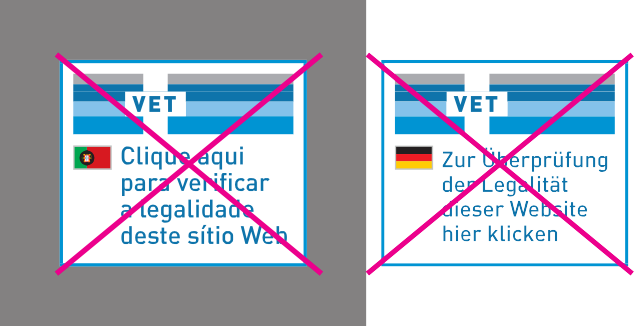 VET
Clique aqui
para verificar
a legalidade
deste sítio Web
VET
Zur Überprüfung
der Legalität
dieser Website
hier klicken